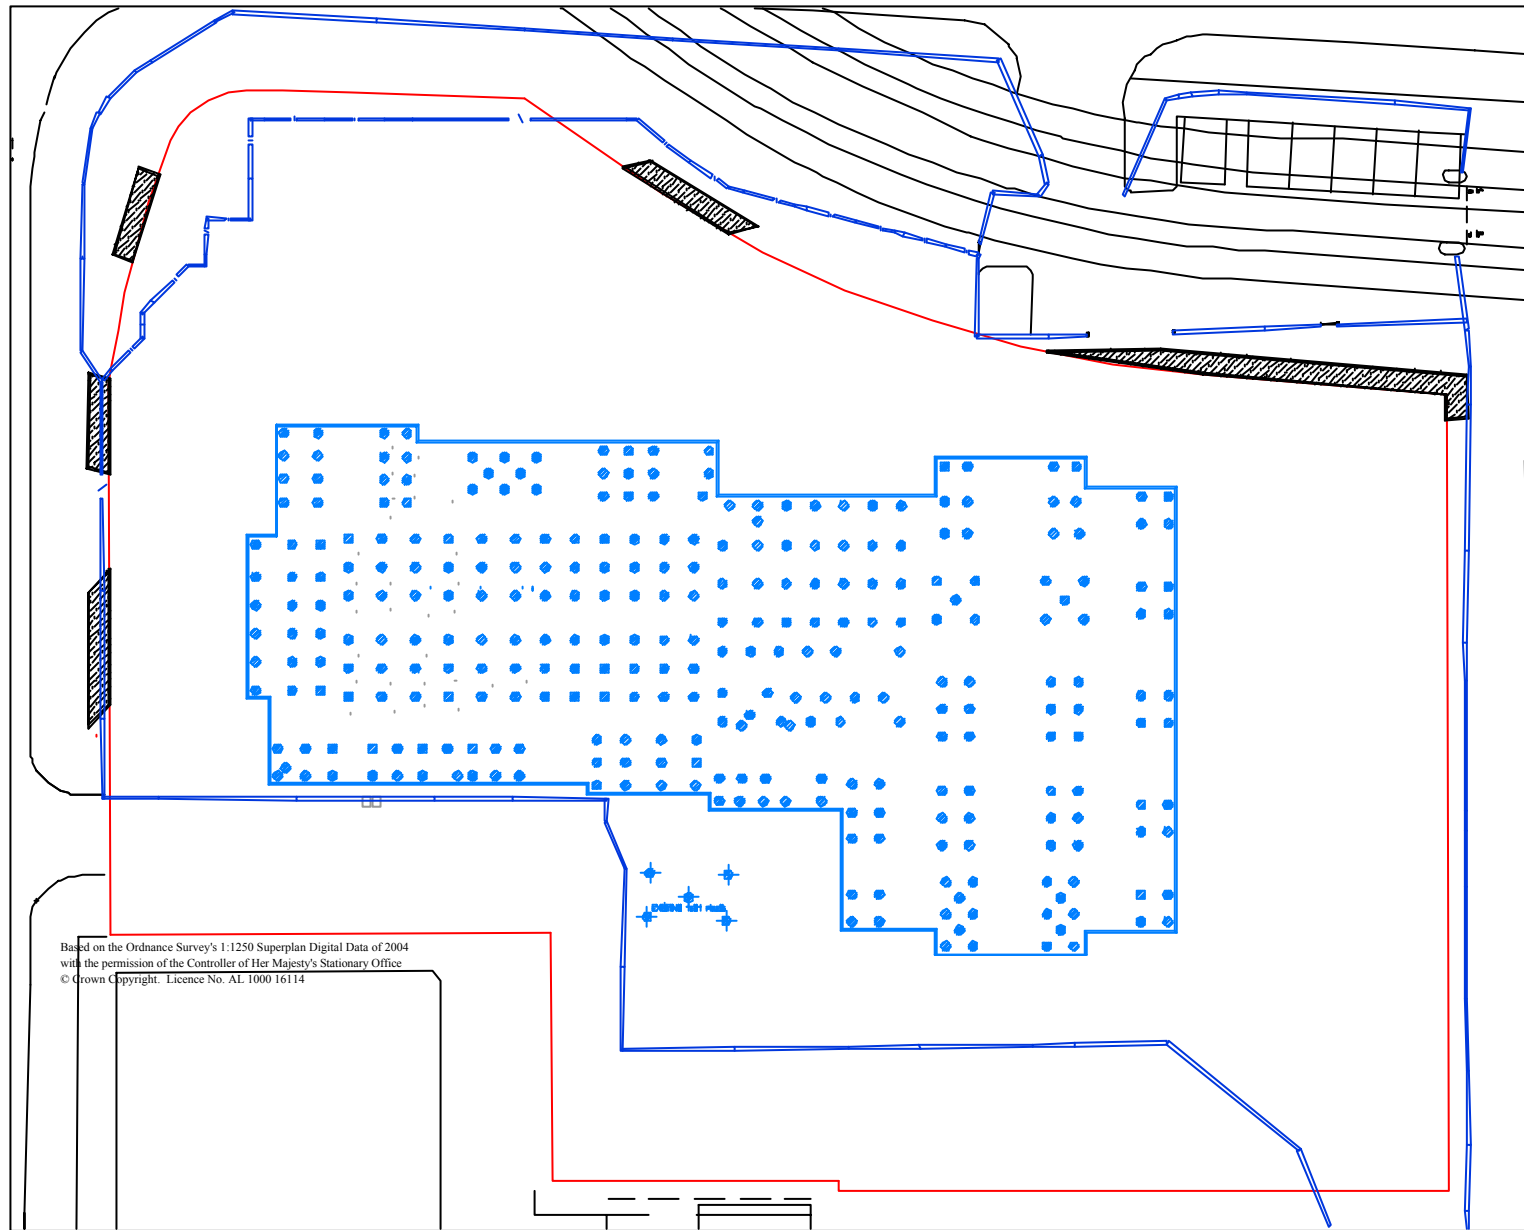 Based on the Ordnance Survey's 1:1250 Superplan Digital Data of 2004
with the permission of the Controller of Her Majesty's Stationary Office
© Crown Copyright.  Licence No. AL 1000 16114